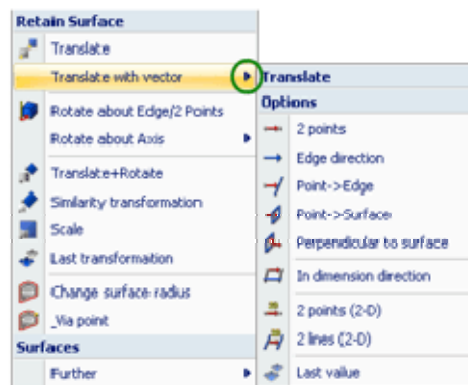 Retain Surface
Translate
Translate with vector
Rotate about Edge/2 Points
Rotate about Axis
Translate+Rotate
Similarity transformation
Scale
Last transformation
Change surface radius
_Via point
Surfaces
Further
Translate
Options
2 points
Edge direction
Point->Edge
Point->Surface
Perpendicular to surface
In dimension direction
2 points (2-D)
2 lines (2-D)
Last value